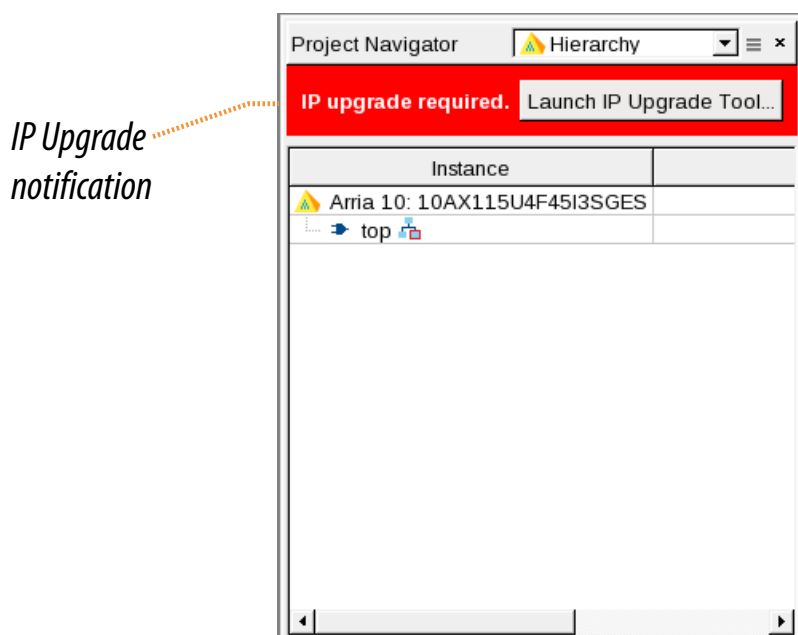 Project Navigator Hierarchy
IP upgrade required. Launch IP Upgrade Tool...
IP Upgrade
notification
Instance
Arria 10: 10AX115U4F45I3SGES
top